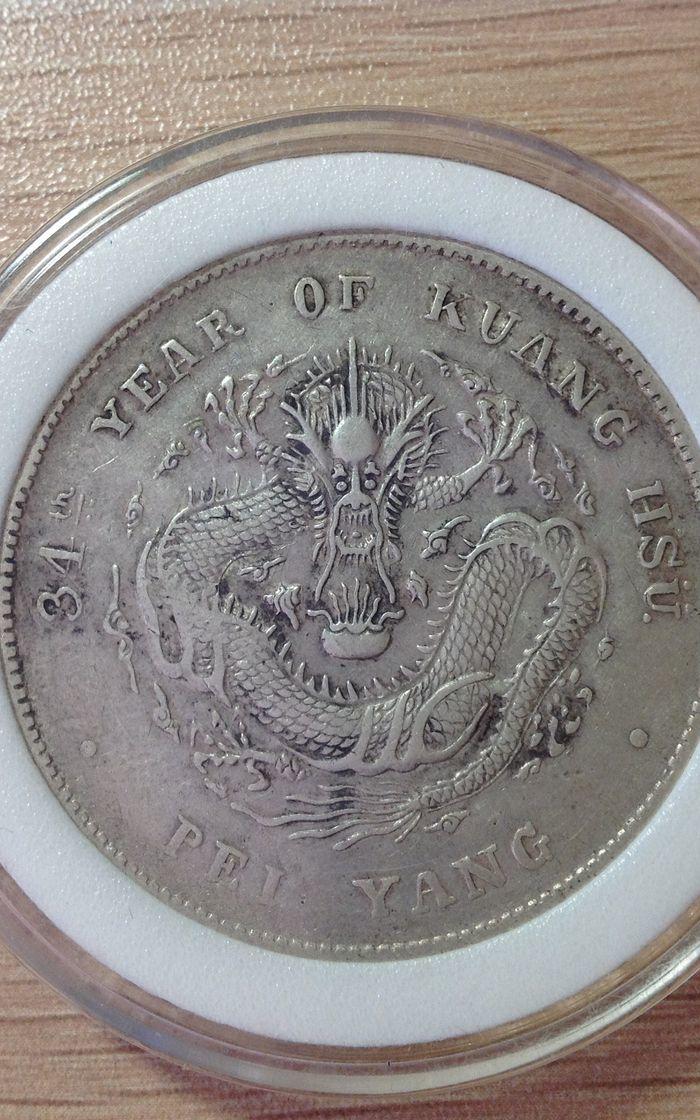 34th YEAR OF KUANG HSÜ.
PEI YANG